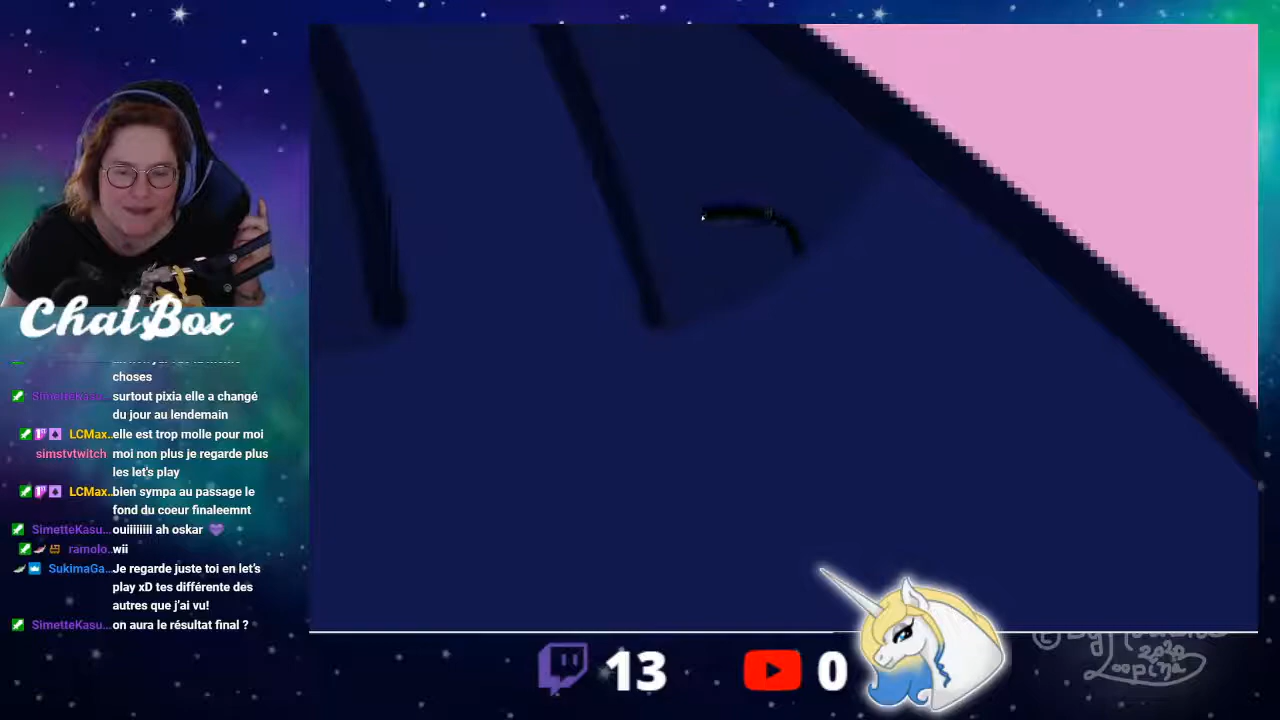 ChatBox
choses
SimetteKasu... surtout pixia elle a changé
du jour au lendemain
LCMax.. elle est trop molle pour moi
simstvtwitch moi non plus je regarde plus
les let's play
LCMax.. bien sympa au passage le
fond du coeur finaleemnt
SimetteKasu... ouiiiiiiii ah oskar
ramolo.. wii
SukimaGa... Je regarde juste toi en let's
play xD tes différente des
autres que j'ai vu!
SimetteKasu... on aura le résultat final ?
13
0
2020
Loopina